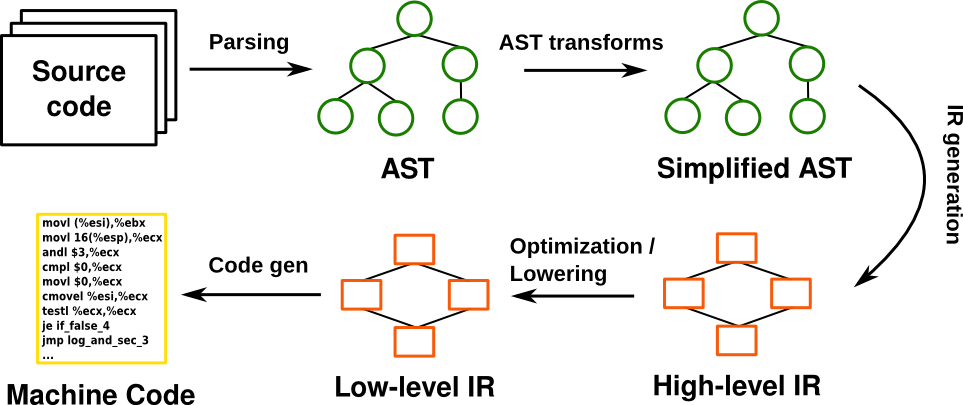 Source
code
Parsing
AST
AST transforms
Simplified AST
IR generation
High-level IR
Optimization /
Lowering
Low-level IR
Code gen
movl (%esi),%ebx
movl 16(%esp),%ecx
andl $3,%ecx
cmpl $0,%ecx
movl $0,%ecx
cmovel %esi,%ecx
testl %ecx,%ecx
je if_false_4
jmp log_and_sec_3
...
Machine Code